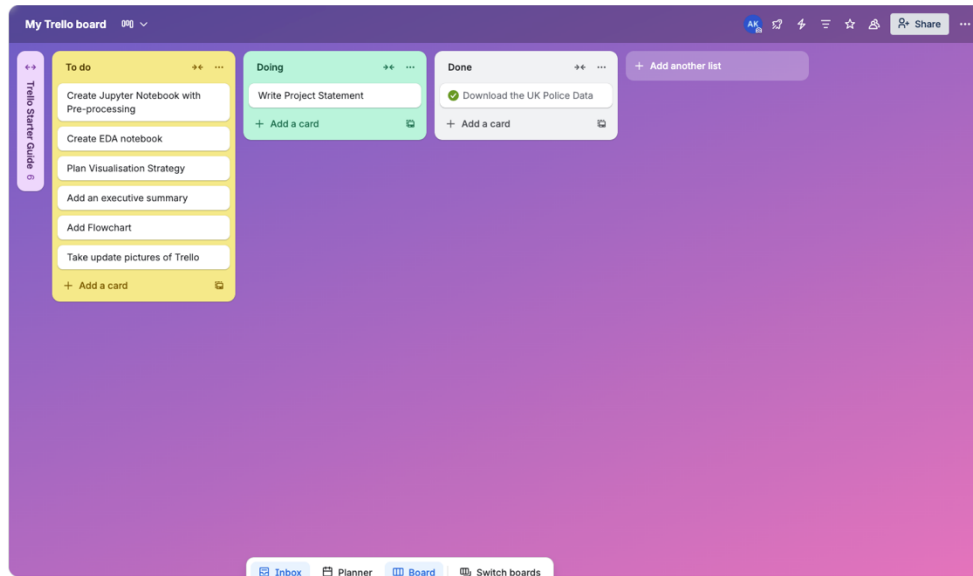 My Trello board
AK
Share
Trello Starter Guide 6
To do
Create Jupyter Notebook with
Pre-processing
Create EDA notebook
Plan Visualisation Strategy
Add an executive summary
Add Flowchart
Take update pictures of Trello
+ Add a card
Doing
Write Project Statement
+ Add a card
Done
Download the UK Police Data
+ Add a card
+ Add another list
Inbox
Planner
Board
Switch boards